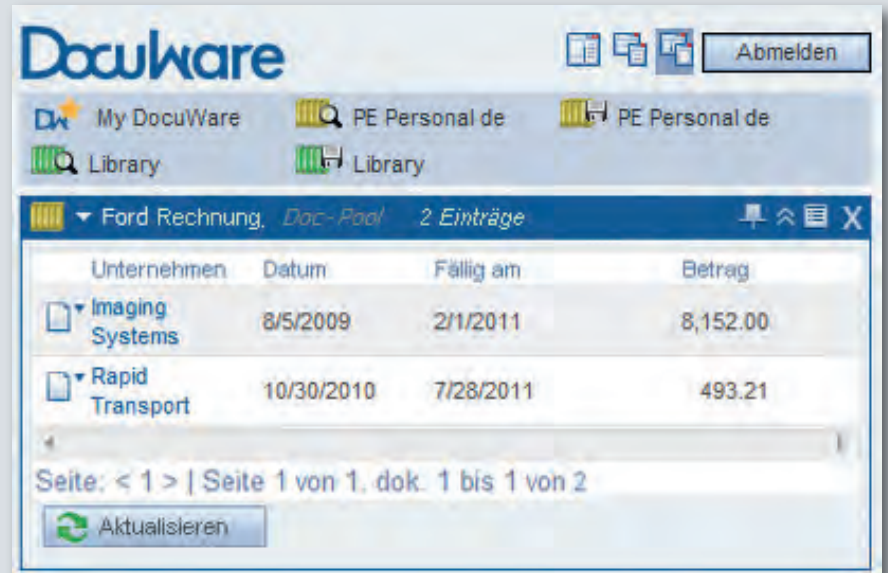 DocuWare
Abmelden
My DocuWare PE Personal de PE Personal de
Library Library
Ford Rechnung, Doc-Pool 2 Einträge
Unternehmen Datum Fällig am Betrag
Imaging
Systems 8/5/2009 2/1/2011 8,152.00
Rapid
Transport 10/30/2010 7/28/2011 493.21
Seite: < 1 > | Seite 1 von 1, dok. 1 bis 1 von 2
Aktualisieren